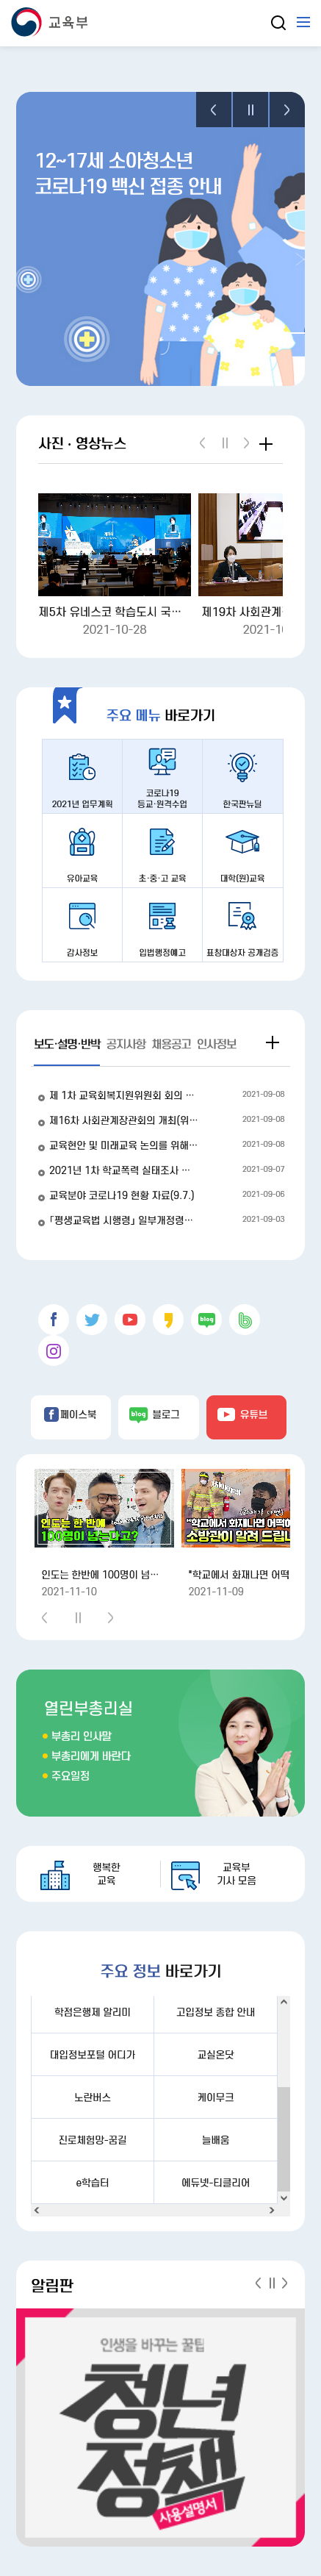 교육부
12~17세 소아청소년
코로나19 백신 접종 안내
사진 · 영상뉴스
제5차 유네스코 학습도시 국…
2021-10-28
제19차 사회관계
2021-1
주요 메뉴 바로가기
2021년 업무계획
코로나19
등교·원격수업
한국판뉴딜
유아교육
초·중·고 교육
대학(원)교육
감사정보
입법행정예고
표창대상자 공개검증
보도·설명·반박 공지사항 채용공고 인사정보
제 1차 교육회복지원위원회 회의 … 2021-09-08
제16차 사회관계장관회의 개최(위… 2021-09-08
교육현안 및 미래교육 논의를 위해… 2021-09-08
2021년 1차 학교폭력 실태조사 … 2021-09-07
교육분야 코로나19 현황 자료(9.7.) 2021-09-06
「평생교육법 시행령」 일부개정령… 2021-09-03
blog
페이스북
blog 블로그
유튜브
인도는 한반에
100명이 넘는다고?
"학교에서 화재나면 어떡해
소방관이 알려 드립니
인도는 한반에 100명이 넘…
2021-11-10
"학교에서 화재나면 어떡
2021-11-09
열린부총리실
부총리 인사말
부총리에게 바란다
주요일정
행복한
교육
교육부
기사 모음
주요 정보 바로가기
학점은행제 알리미
고입정보 종합 안내
대입정보포털 어디가
교실온닷
노란버스
케이무크
진로체험망-꿈길
늘배움
e학습터
에듀넷-티클리어
알림판
인생을 바꾸는 꿀팁
청년
정책
사용설명서